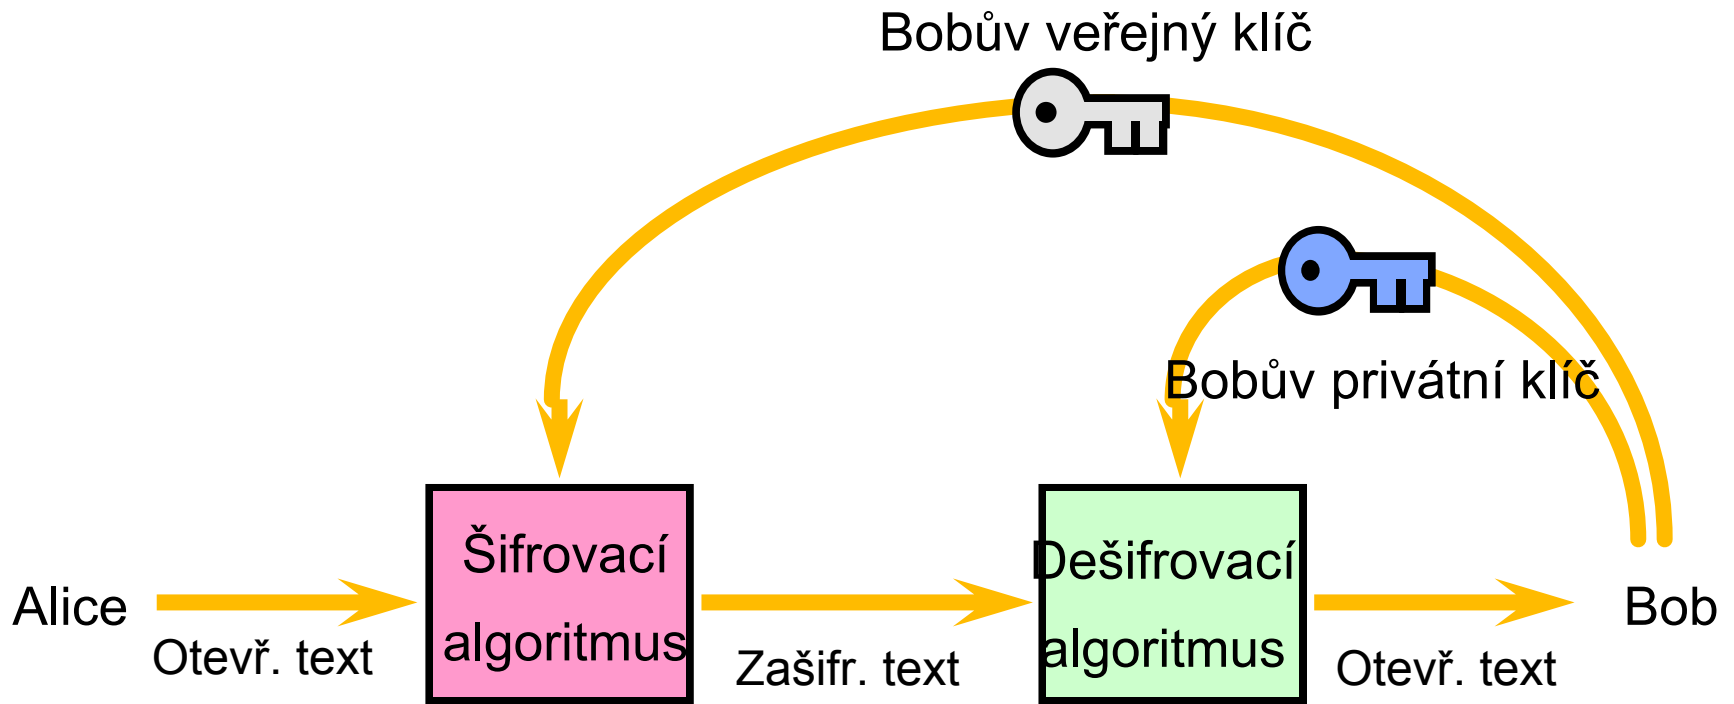 Bobův veřejný klíč
Bobův privátní klíč
Šifrovací
algoritmus
Dešifrovací
algoritmus
Alice
Bob
Otevř. text
Zašifr. text
Otevř. text